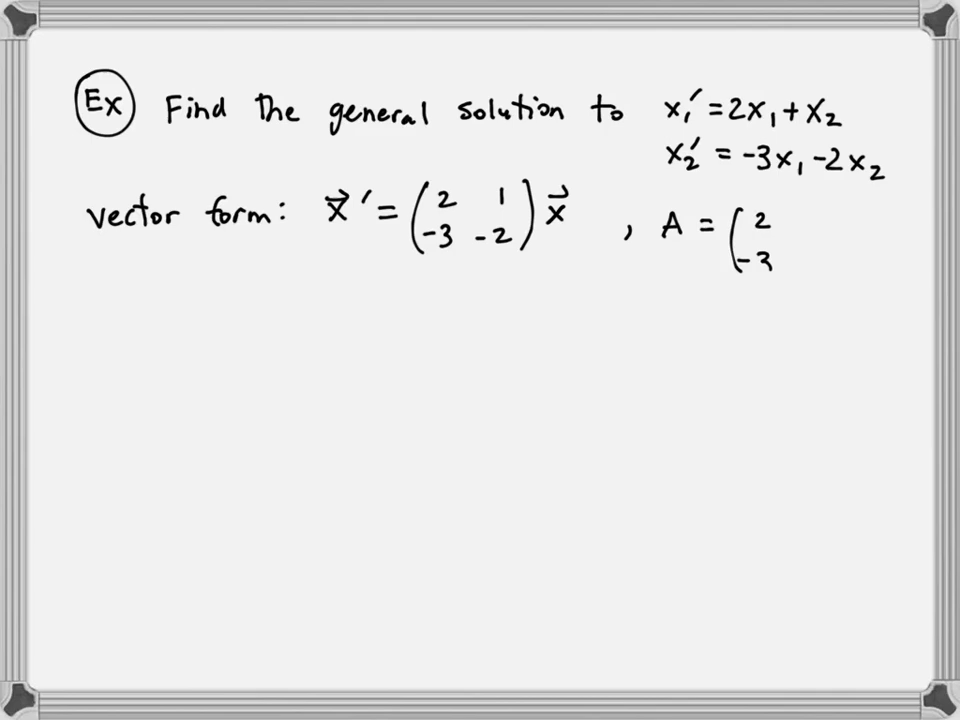 Ex Find the general solution to x₁′ = 2x₁ + x₂
x₂′ = -3x₁ - 2x₂
vector form: x⃗′ = (2 1; -3 -2) x⃗ , A = (2; -3